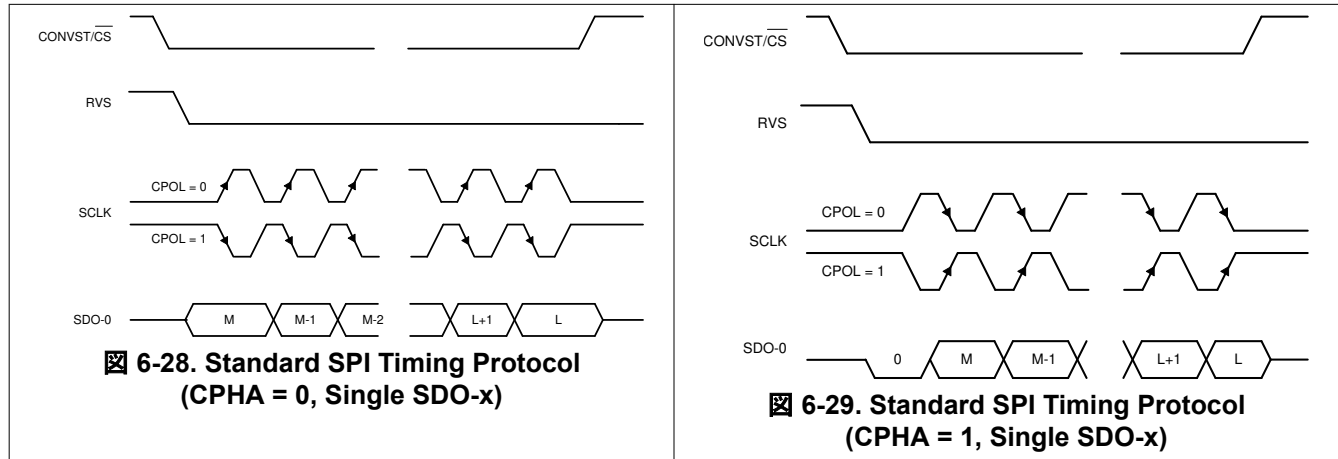 CONVST/CS
RVS
CPOL = 0
SCLK
CPOL = 1
SDO-0
M
M-1
M-2
L+1
L
図 6-28. Standard SPI Timing Protocol
(CPHA = 0, Single SDO-x)
CONVST/CS
RVS
CPOL = 0
SCLK
CPOL = 1
SDO-0
0
M
M-1
L+1
L
図 6-29. Standard SPI Timing Protocol
(CPHA = 1, Single SDO-x)